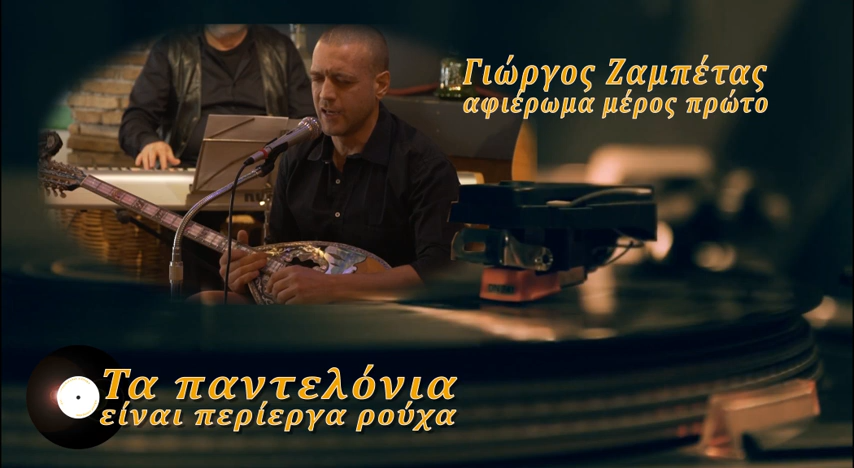 Γιώργος Ζαμπέτας
αφιέρωμα μέρος πρώτο
Τα παντελόνια
είναι περίεργα ρούχα